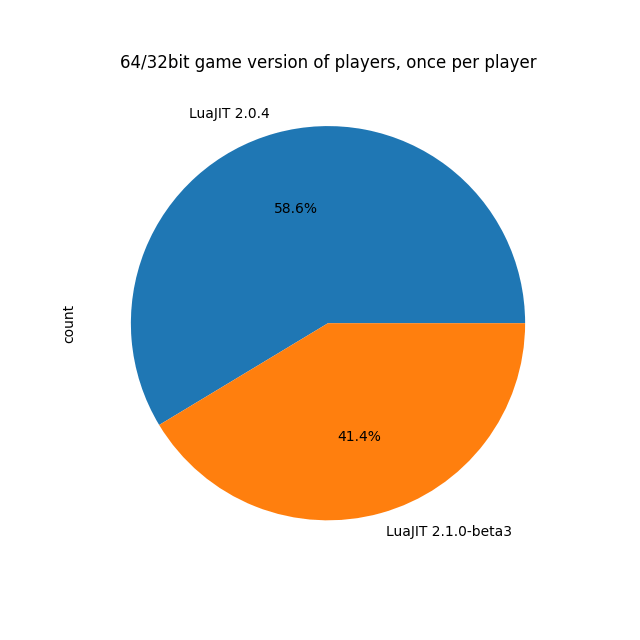 64/32bit game version of players, once per player
LuaJIT 2.0.4
58.6%
count
41.4%
LuaJIT 2.1.0-beta3